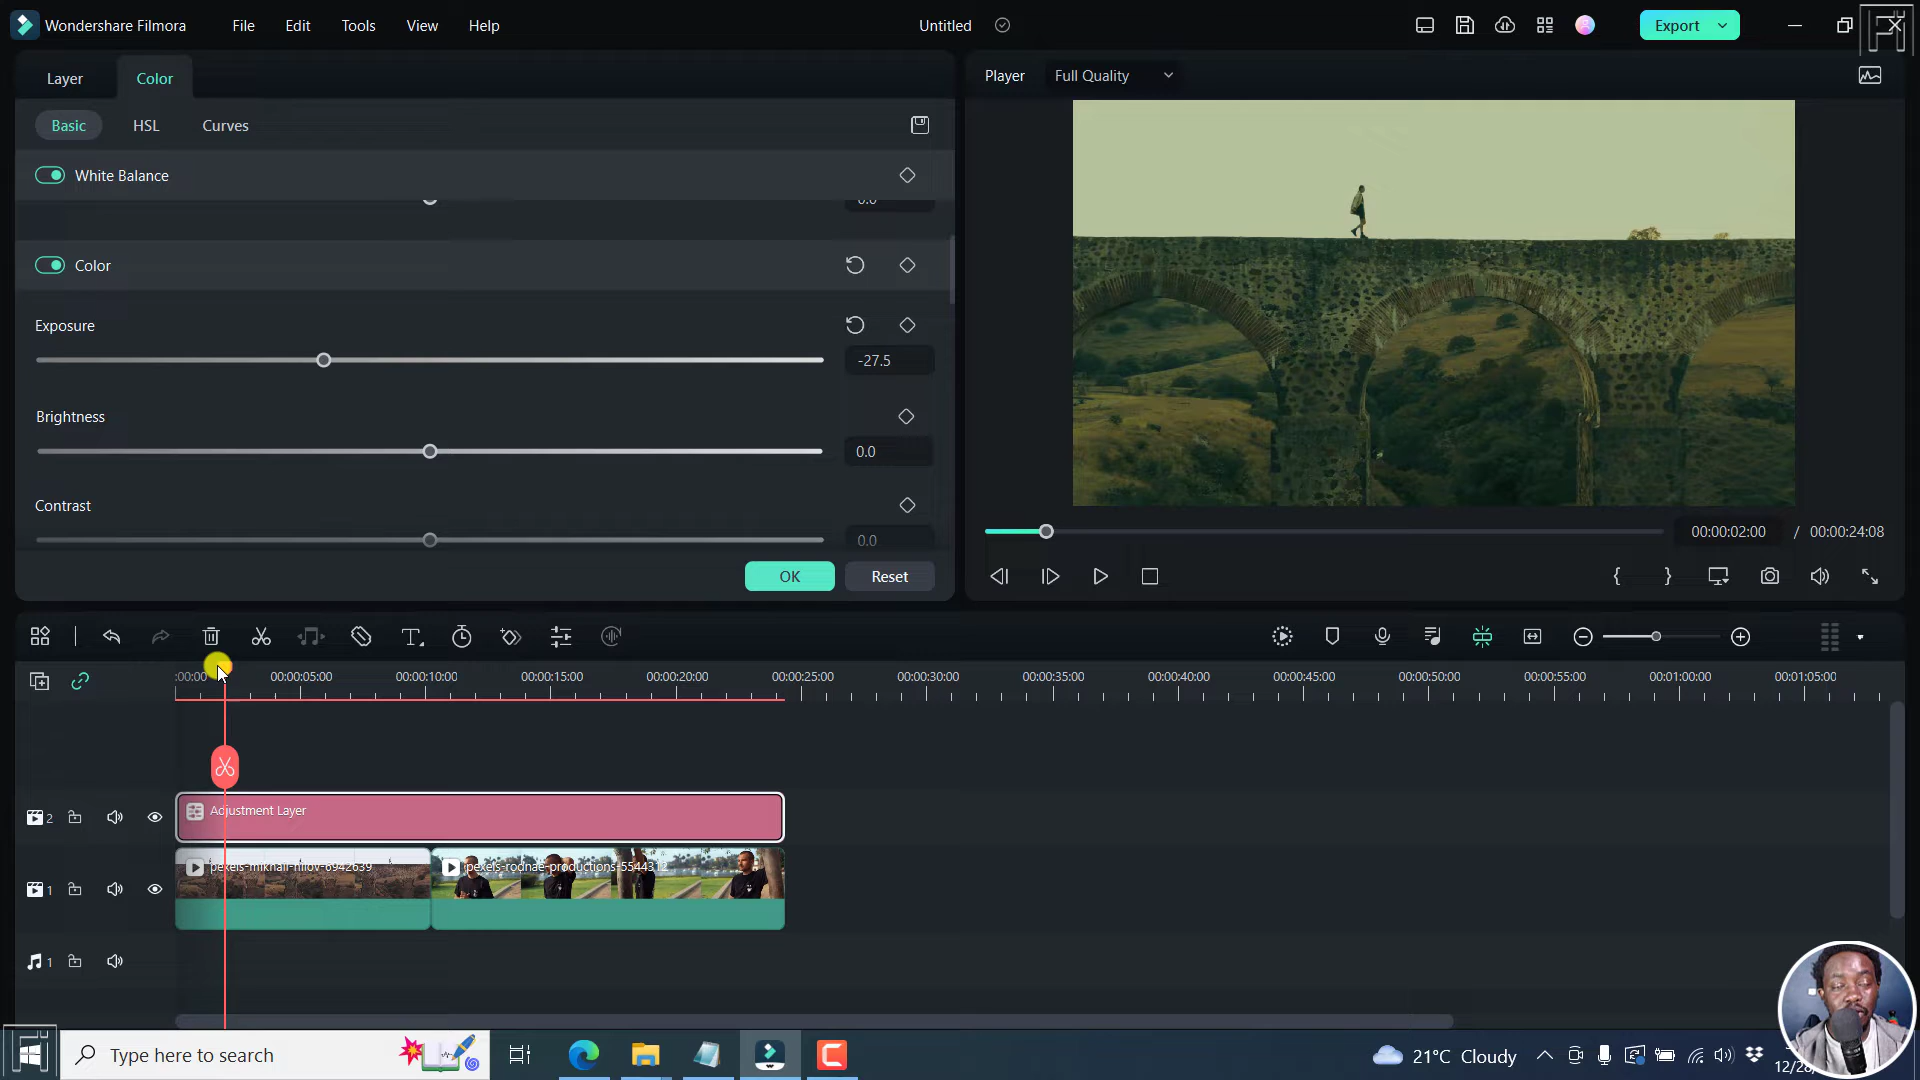 Wondershare Filmora File Edit Tools View Help Untitled Export
Layer Color
Player Full Quality
Basic HSL Curves
White Balance
0.0
Color
Exposure
-27.5
Brightness
0.0
Contrast
0.0
OK Reset
00:00:02:00 / 00:00:24:08
:00:00 00:00:05:00 00:00:10:00 00:00:15:00 00:00:20:00 00:00:25:00 00:00:30:00 00:00:35:00 00:00:40:00 00:00:45:00 00:00:50:00 00:00:55:00 00:01:00:00 00:01:05:00
2 Adjustment Layer
pexels-mikhail-nilov-6942639 pexels-rodnae-productions-5544312
1
1
Type here to search
21°C Cloudy